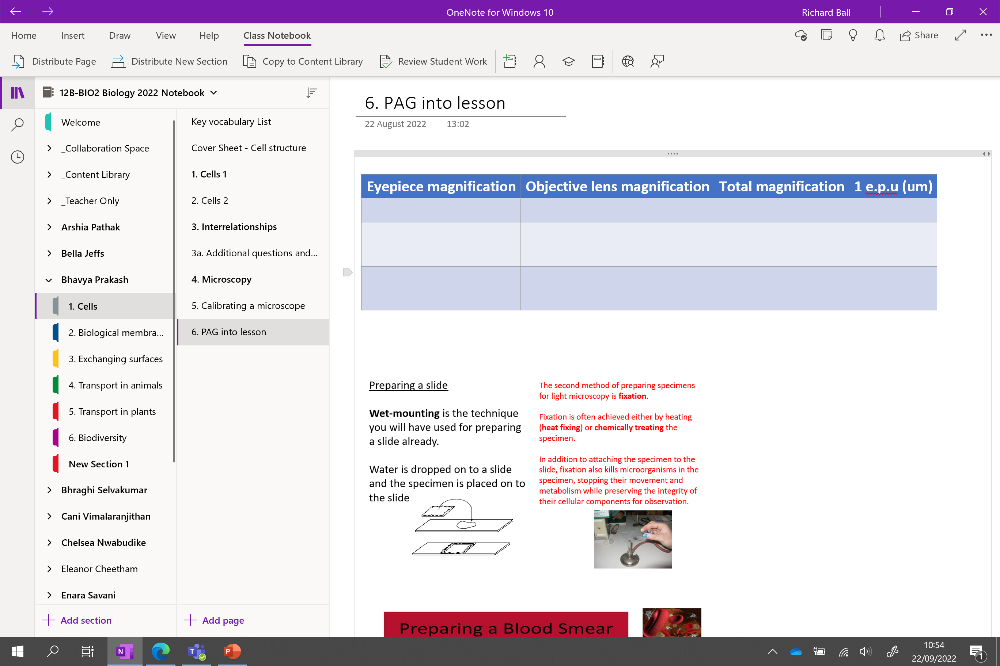 OneNote for Windows 10
Richard Ball
Home Insert Draw View Help Class Notebook
Share
Distribute Page Distribute New Section Copy to Content Library Review Student Work
12B-BIO2 Biology 2022 Notebook
Welcome
_Collaboration Space
_Content Library
_Teacher Only
Arshia Pathak
Bella Jeffs
Bhavya Prakash
1. Cells
2. Biological membra...
3. Exchanging surfaces
4. Transport in animals
5. Transport in plants
6. Biodiversity
New Section 1
Bhraghi Selvakumar
Cani Vimalaranjithan
Chelsea Nwabudike
Eleanor Cheetham
Enara Savani
Add section
Key vocabulary List
Cover Sheet - Cell structure
1. Cells 1
2. Cells 2
3. Interrelationships
3a. Additional questions and...
4. Microscopy
5. Calibrating a microscope
6. PAG into lesson
Add page
6. PAG into lesson
22 August 2022 13:02
Eyepiece magnification Objective lens magnification Total magnification 1 e.p.u (um)
Preparing a slide
Wet-mounting is the technique
you will have used for preparing
a slide already.
Water is dropped on to a slide
and the specimen is placed on to
the slide
The second method of preparing specimens
for light microscopy is fixation.
Fixation is often achieved either by heating
(heat fixing) or chemically treating the
specimen.
In addition to attaching the specimen to the
slide, fixation also kills microorganisms in the
specimen, stopping their movement and
metabolism while preserving the integrity of
their cellular components for observation.
Preparing a Blood Smear
N
T
P
10:54
22/09/2022
1